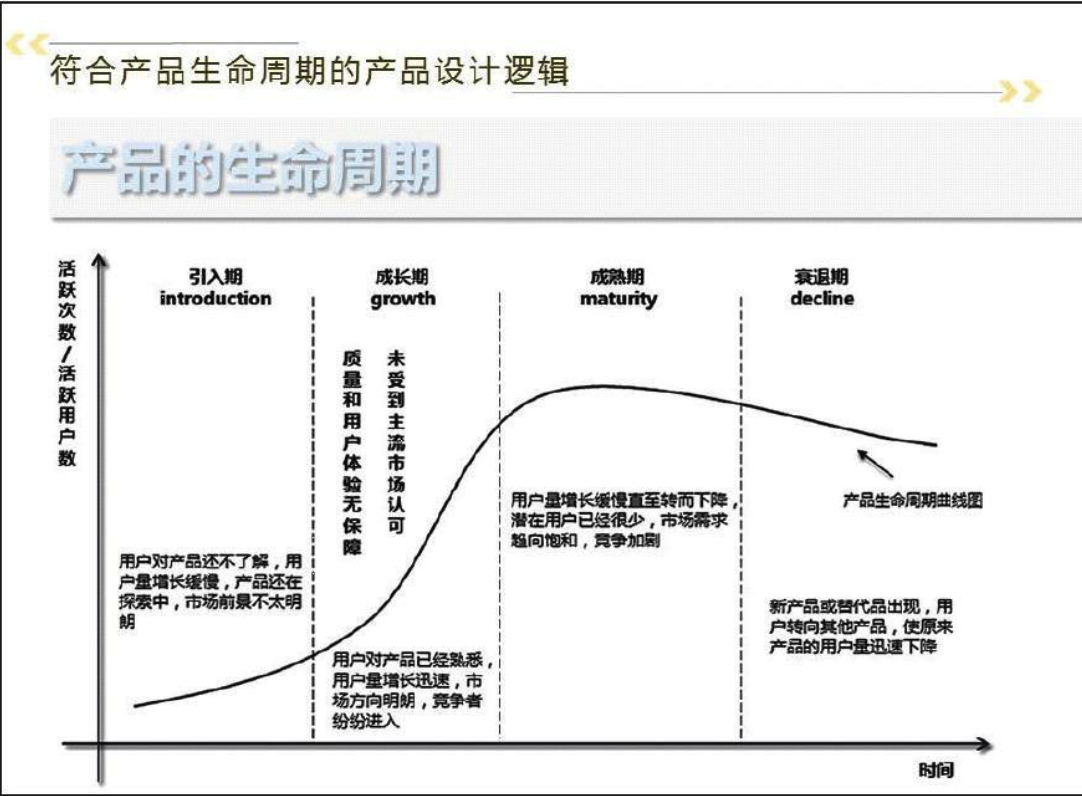 符合产品生命周期的产品设计逻辑
产品的生命周期
活跃次数/活跃用户数
引入期
introduction
成长期
growth
成熟期
maturity
衰退期
decline
未受到主流市场认可
质量和用户体验无保障
用户对产品还不了解，用
户量增长缓慢，产品还在
探索中，市场前景不太明
朗
用户对产品已经熟悉，
用户量增长迅速，市
场方向明朗，竞争者
纷纷进入
用户量增长缓慢直至转而下降，
潜在用户已经很少，市场需求
趋向饱和，竞争加剧
产品生命周期曲线图
新产品或替代品出现，用
户转向其他产品，使原来
产品的用户量迅速下降
时间